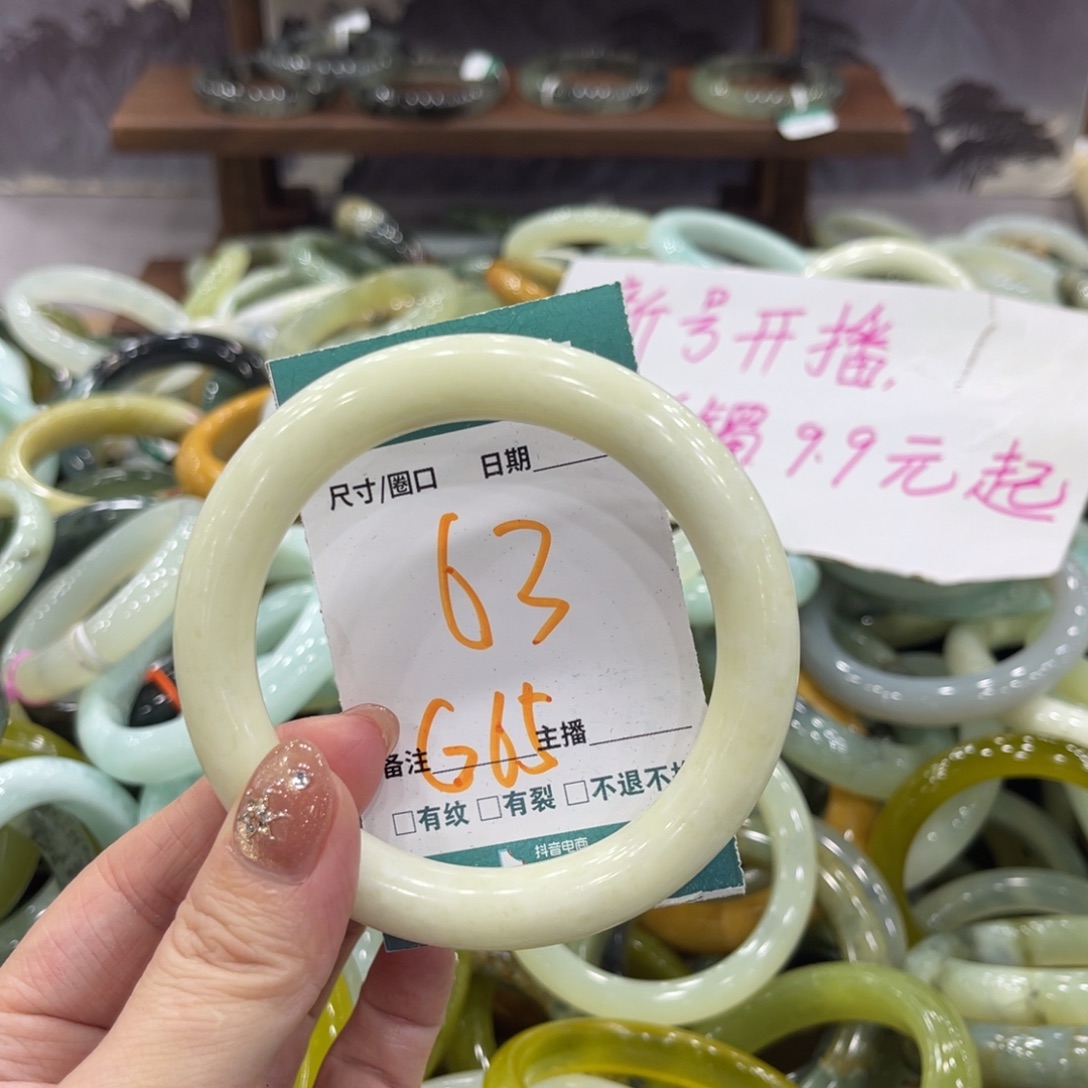 新号开播.
镯 9.9元起
尺寸/圈口 日期
63
G65
备注 主播
□有纹 □有裂 □不退不
抖音电商